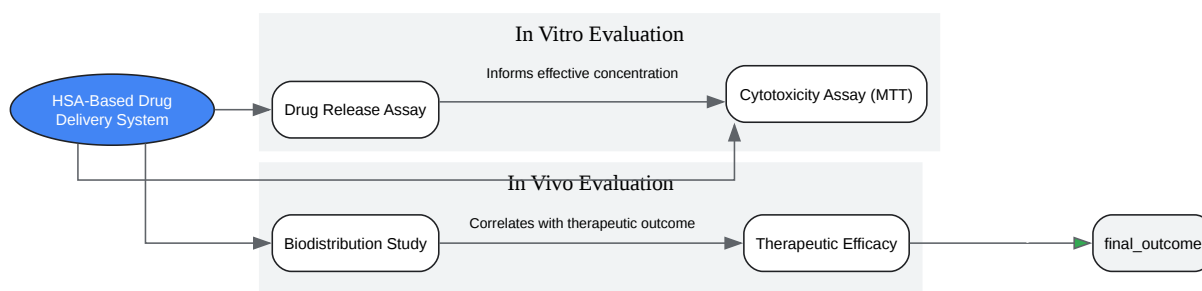 In Vitro Evaluation
Informs effective concentration
HSA-Based Drug
Delivery System
Drug Release Assay
Cytotoxicity Assay (MTT)
In Vivo Evaluation
Correlates with therapeutic outcome
Biodistribution Study
Therapeutic Efficacy
final_outcome